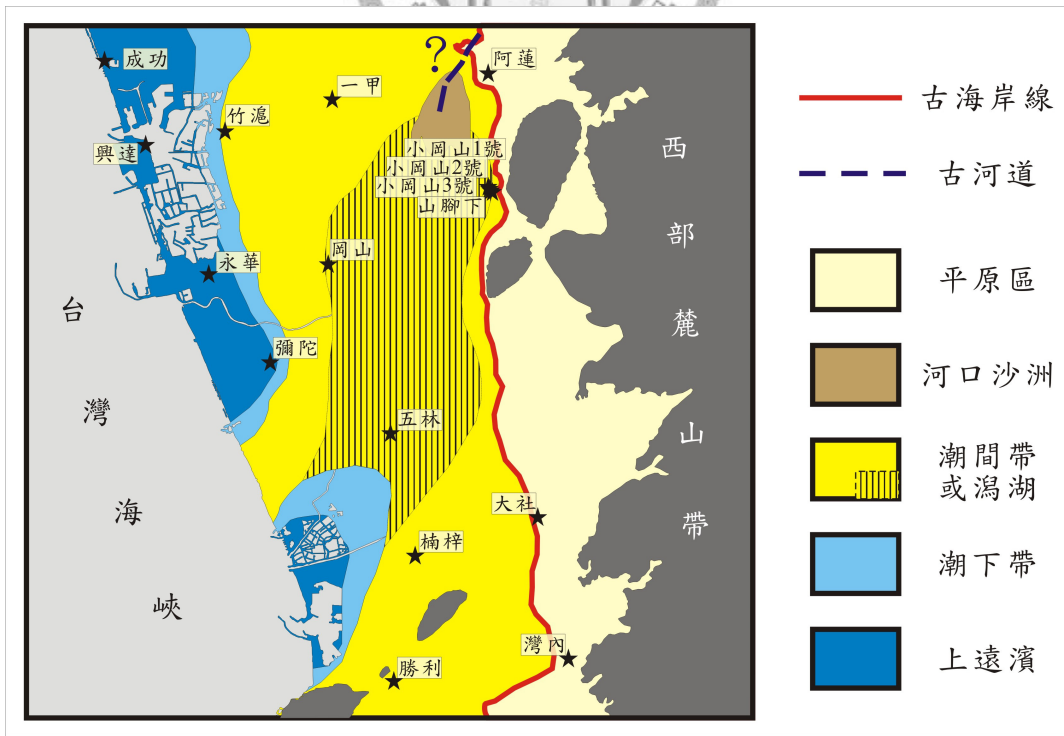 成功
?
阿蓮
一甲
竹滬
興達
小岡山1號
小岡山2號
小岡山3號
山腳下
岡山
永華
彌陀
五林
大社
楠梓
灣內
勝利
台灣海峽
西部麓山帶
古海岸線
古河道
平原區
河口沙洲
潮間帶
或潟湖
潮下帶
上遠濱